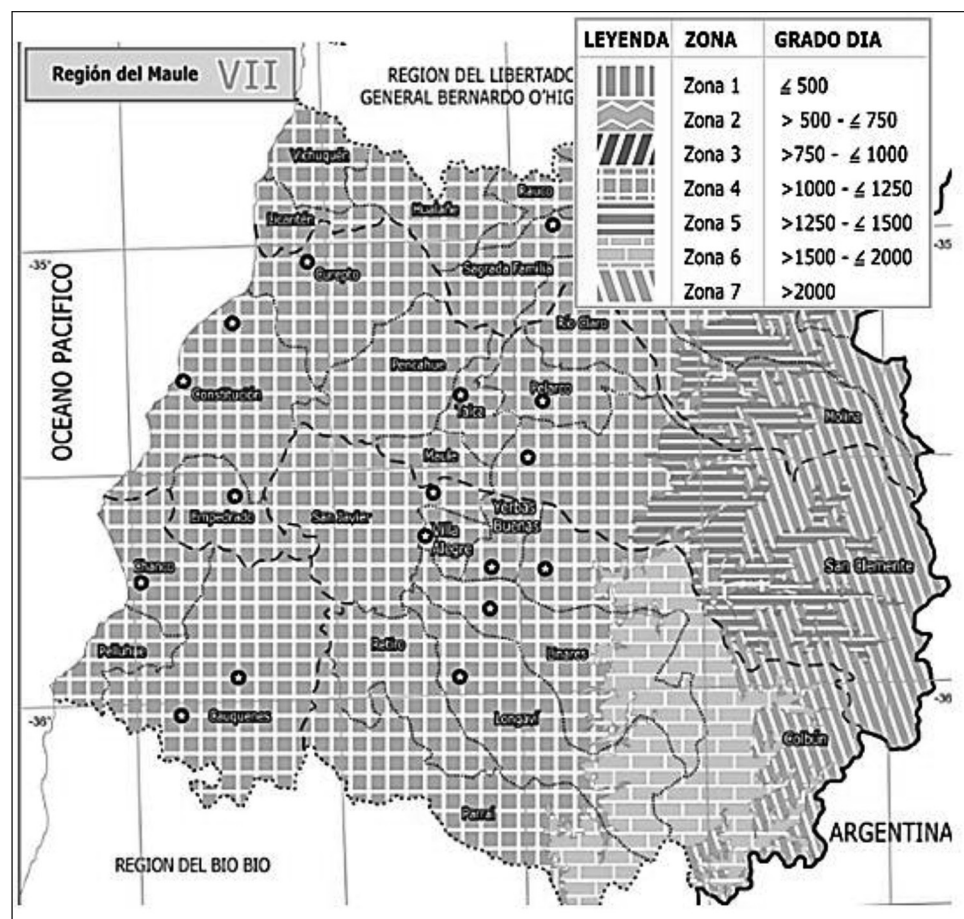 Región del Maule VII
REGION DEL LIBERTADO
GENERAL BERNARDO O'HIG
LEYENDA ZONA GRADO DIA
Zona 1 ≦ 500
Zona 2 > 500 - ≦ 750
Zona 3 >750 - ≦ 1000
Zona 4 >1000 - ≦ 1250
Zona 5 >1250 - ≦ 1500
Zona 6 >1500 - ≦ 2000
Zona 7 >2000
Vichuquén
Rauco
Hualañe
Licantén
-35
-35°
Curepto
Sagrada Familia
OCEANO PACIFICO
Río Claro
Pencahue
Constitución
Pelarco
Talca
Molina
Maule
Empedrado
San Javier
Yerbas
Buenas
Villa
Alegre
Chanco
San Clemente
Pelluhue
Retiro
Linares
-36
-36°
Cauquenes
Longaví
Colbún
Parral
ARGENTINA
REGION DEL BIO BIO